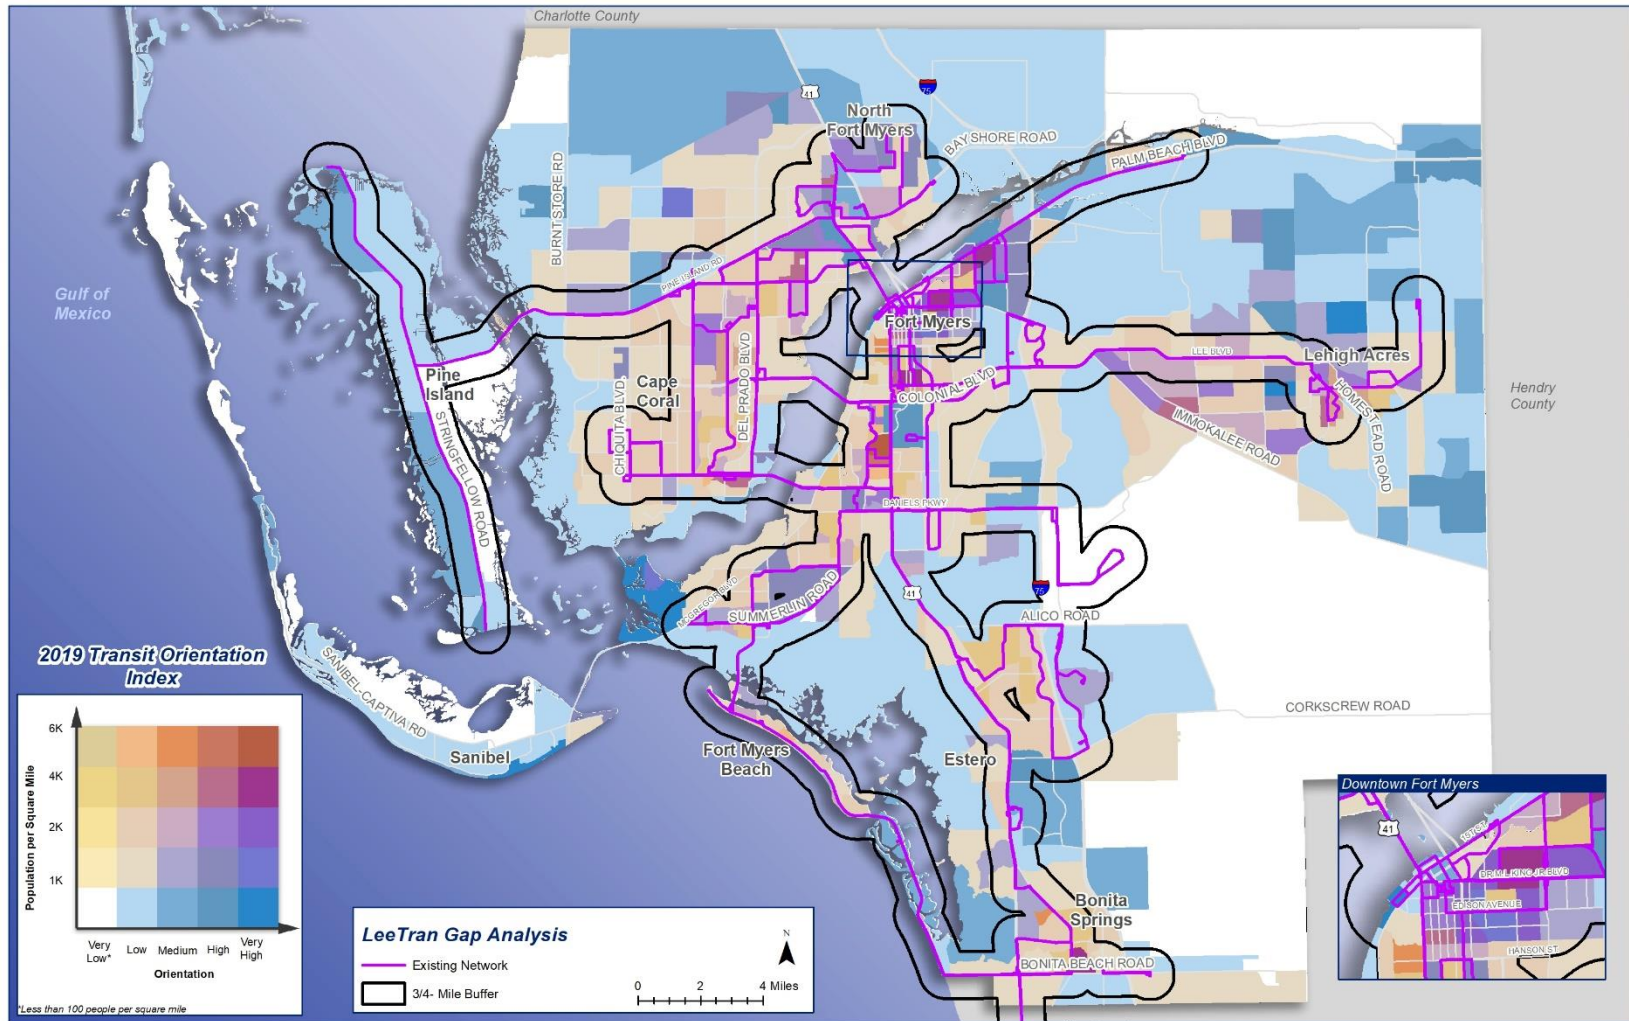 Charlotte County
41
75
North
Fort Myers
BAY SHORE ROAD
PALM BEACH BLVD
BURNT STORE RD
PINE ISLAND RD
Gulf of
Mexico
Fort Myers
LEE BLVD
Lehigh Acres
Pine
Island
Cape
Coral
DEL PRADO BLVD
CHIQUITA BLVD
COLONIAL BLVD
IMMOKALEE ROAD
HOMESTEAD ROAD
Hendry
County
STRINGFELLOW ROAD
DANIELS PKWY
MCGREGOR BLVD
SUMMERLIN ROAD
41
75
ALICO ROAD
SANIBEL-CAPTIVA RD
Sanibel
CORKSCREW ROAD
Fort Myers
Beach
Estero
Bonita
Springs
BONITA BEACH ROAD
2019 Transit Orientation
Index
Population per Square Mile
6K
4K
2K
1K
Very
Low*
Low
Medium
High
Very
High
Orientation
*Less than 100 people per square mile
LeeTran Gap Analysis
Existing Network
3/4- Mile Buffer
N
0 2 4 Miles
Downtown Fort Myers
41
1ST ST
DR M L KING JR BLVD
EDISON AVENUE
HANSON ST